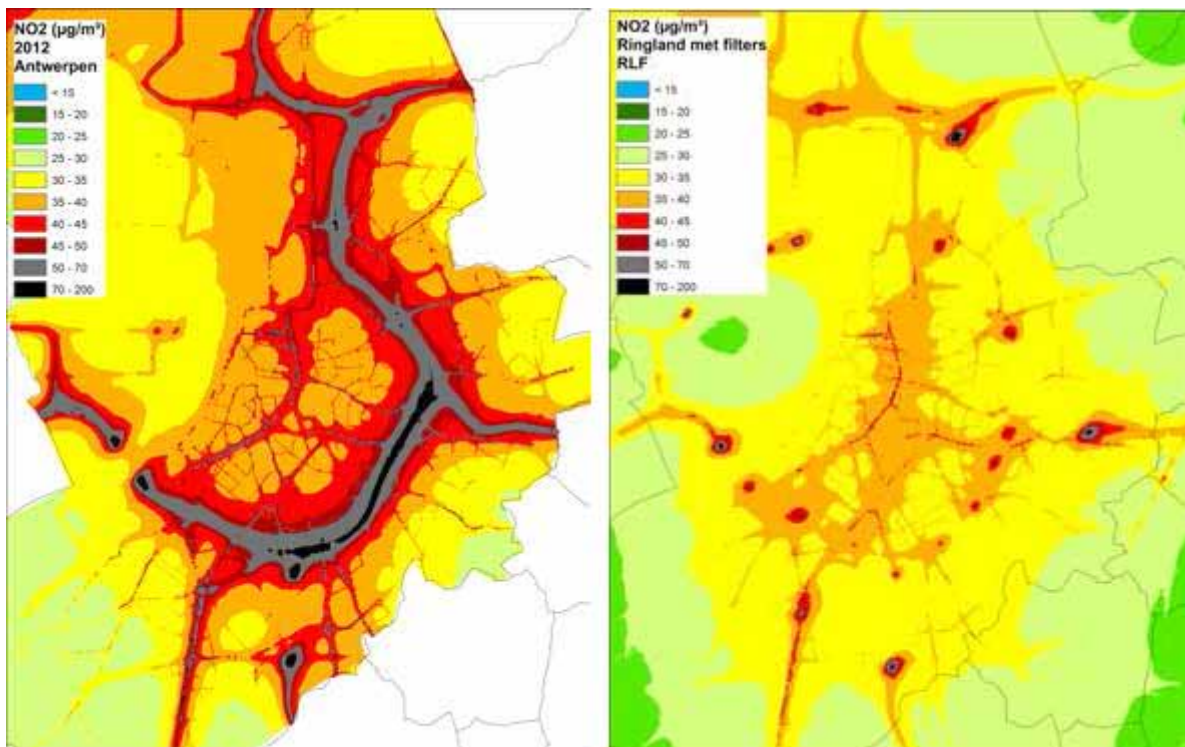 NO2 (µg/m³)
2012
Antwerpen
< 15
15 - 20
20 - 25
25 - 30
30 - 35
35 - 40
40 - 45
45 - 50
50 - 70
70 - 200
NO2 (µg/m³)
Ringland met filters
RLF
< 15
15 - 20
20 - 25
25 - 30
30 - 35
35 - 40
40 - 45
45 - 50
50 - 70
70 - 200